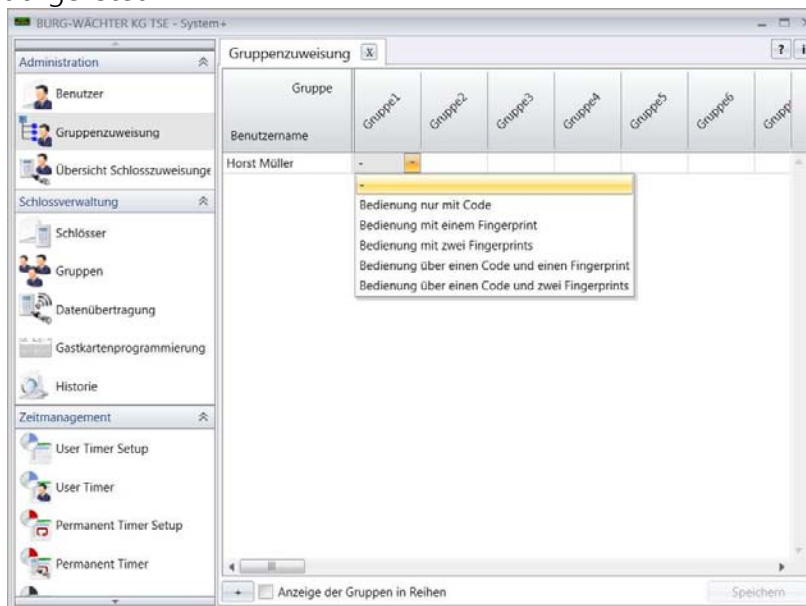 BURG-WÄCHTER KG TSE - System+
Administration
Benutzer
Gruppenzuweisung
Übersicht Schlosszuweisunge
Schlossverwaltung
Schlösser
Gruppen
Datenübertragung
Gastkartenprogrammierung
Historie
Zeitmanagement
User Timer Setup
User Timer
Permanent Timer Setup
Permanent Timer
Gruppenzuweisung x
? i
Gruppe
Benutzername
Gruppe1
Gruppe2
Gruppe3
Gruppe4
Gruppe5
Gruppe6
Grupp
Horst Müller -
-
Bedienung nur mit Code
Bedienung mit einem Fingerprint
Bedienung mit zwei Fingerprints
Bedienung über einen Code und einen Fingerprint
Bedienung über einen Code und zwei Fingerprints
+ Anzeige der Gruppen in Reihen
Speichern